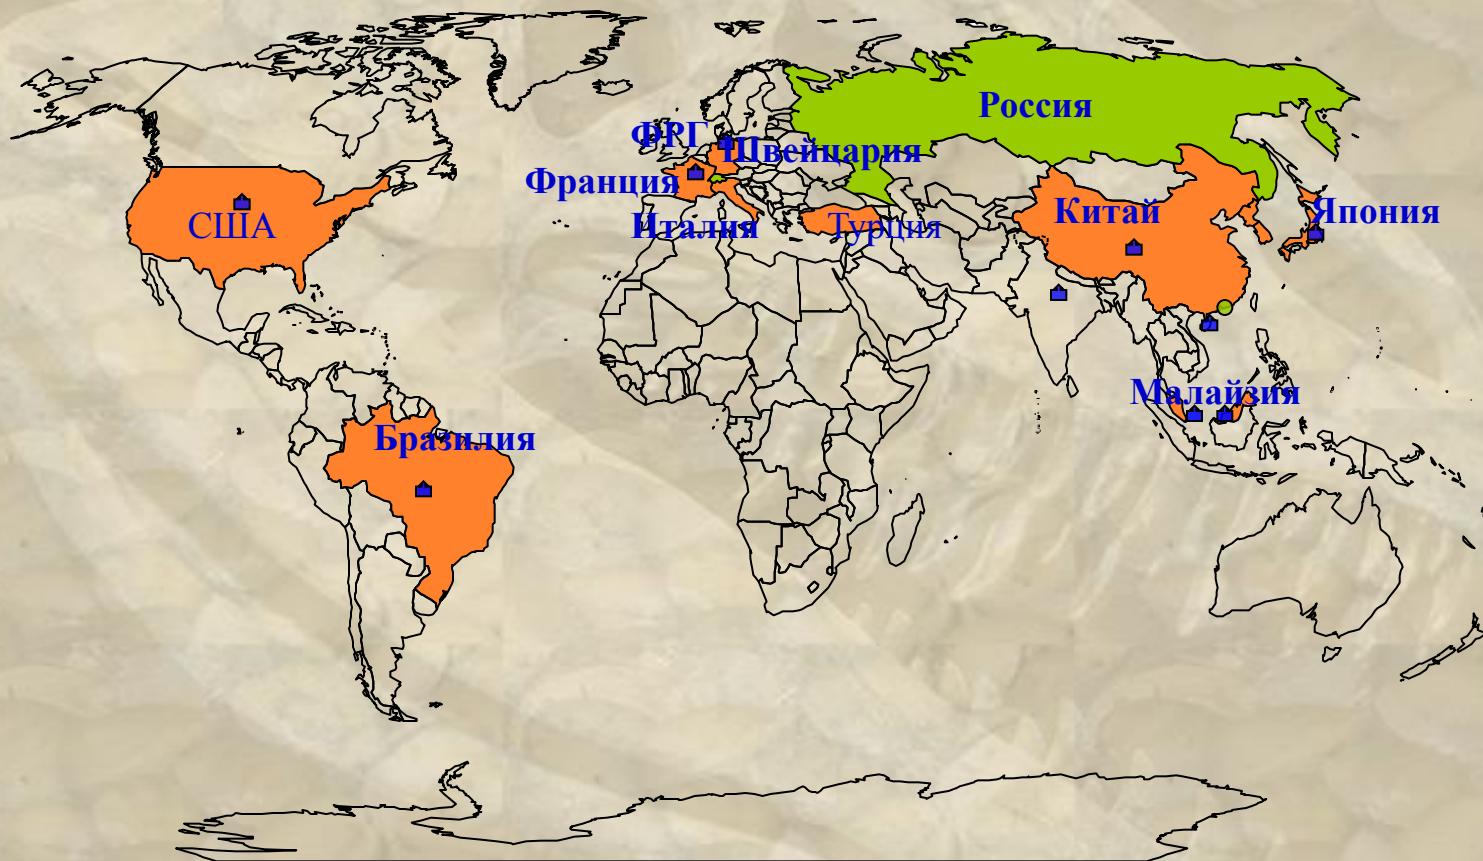 Россия
ФРГ
Швейцария
Франция
Италия
Турция
США
Китай
Япония
Малайзия
Бразилия